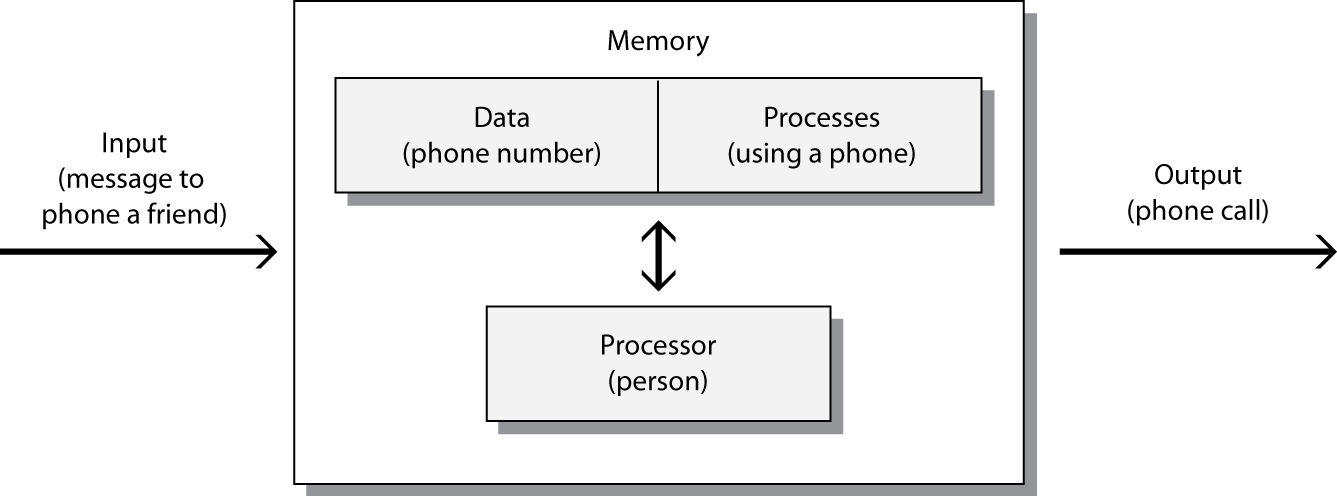 Memory
Data
(phone number)
Processes
(using a phone)
Input
(message to
phone a friend)
Output
(phone call)
Processor
(person)